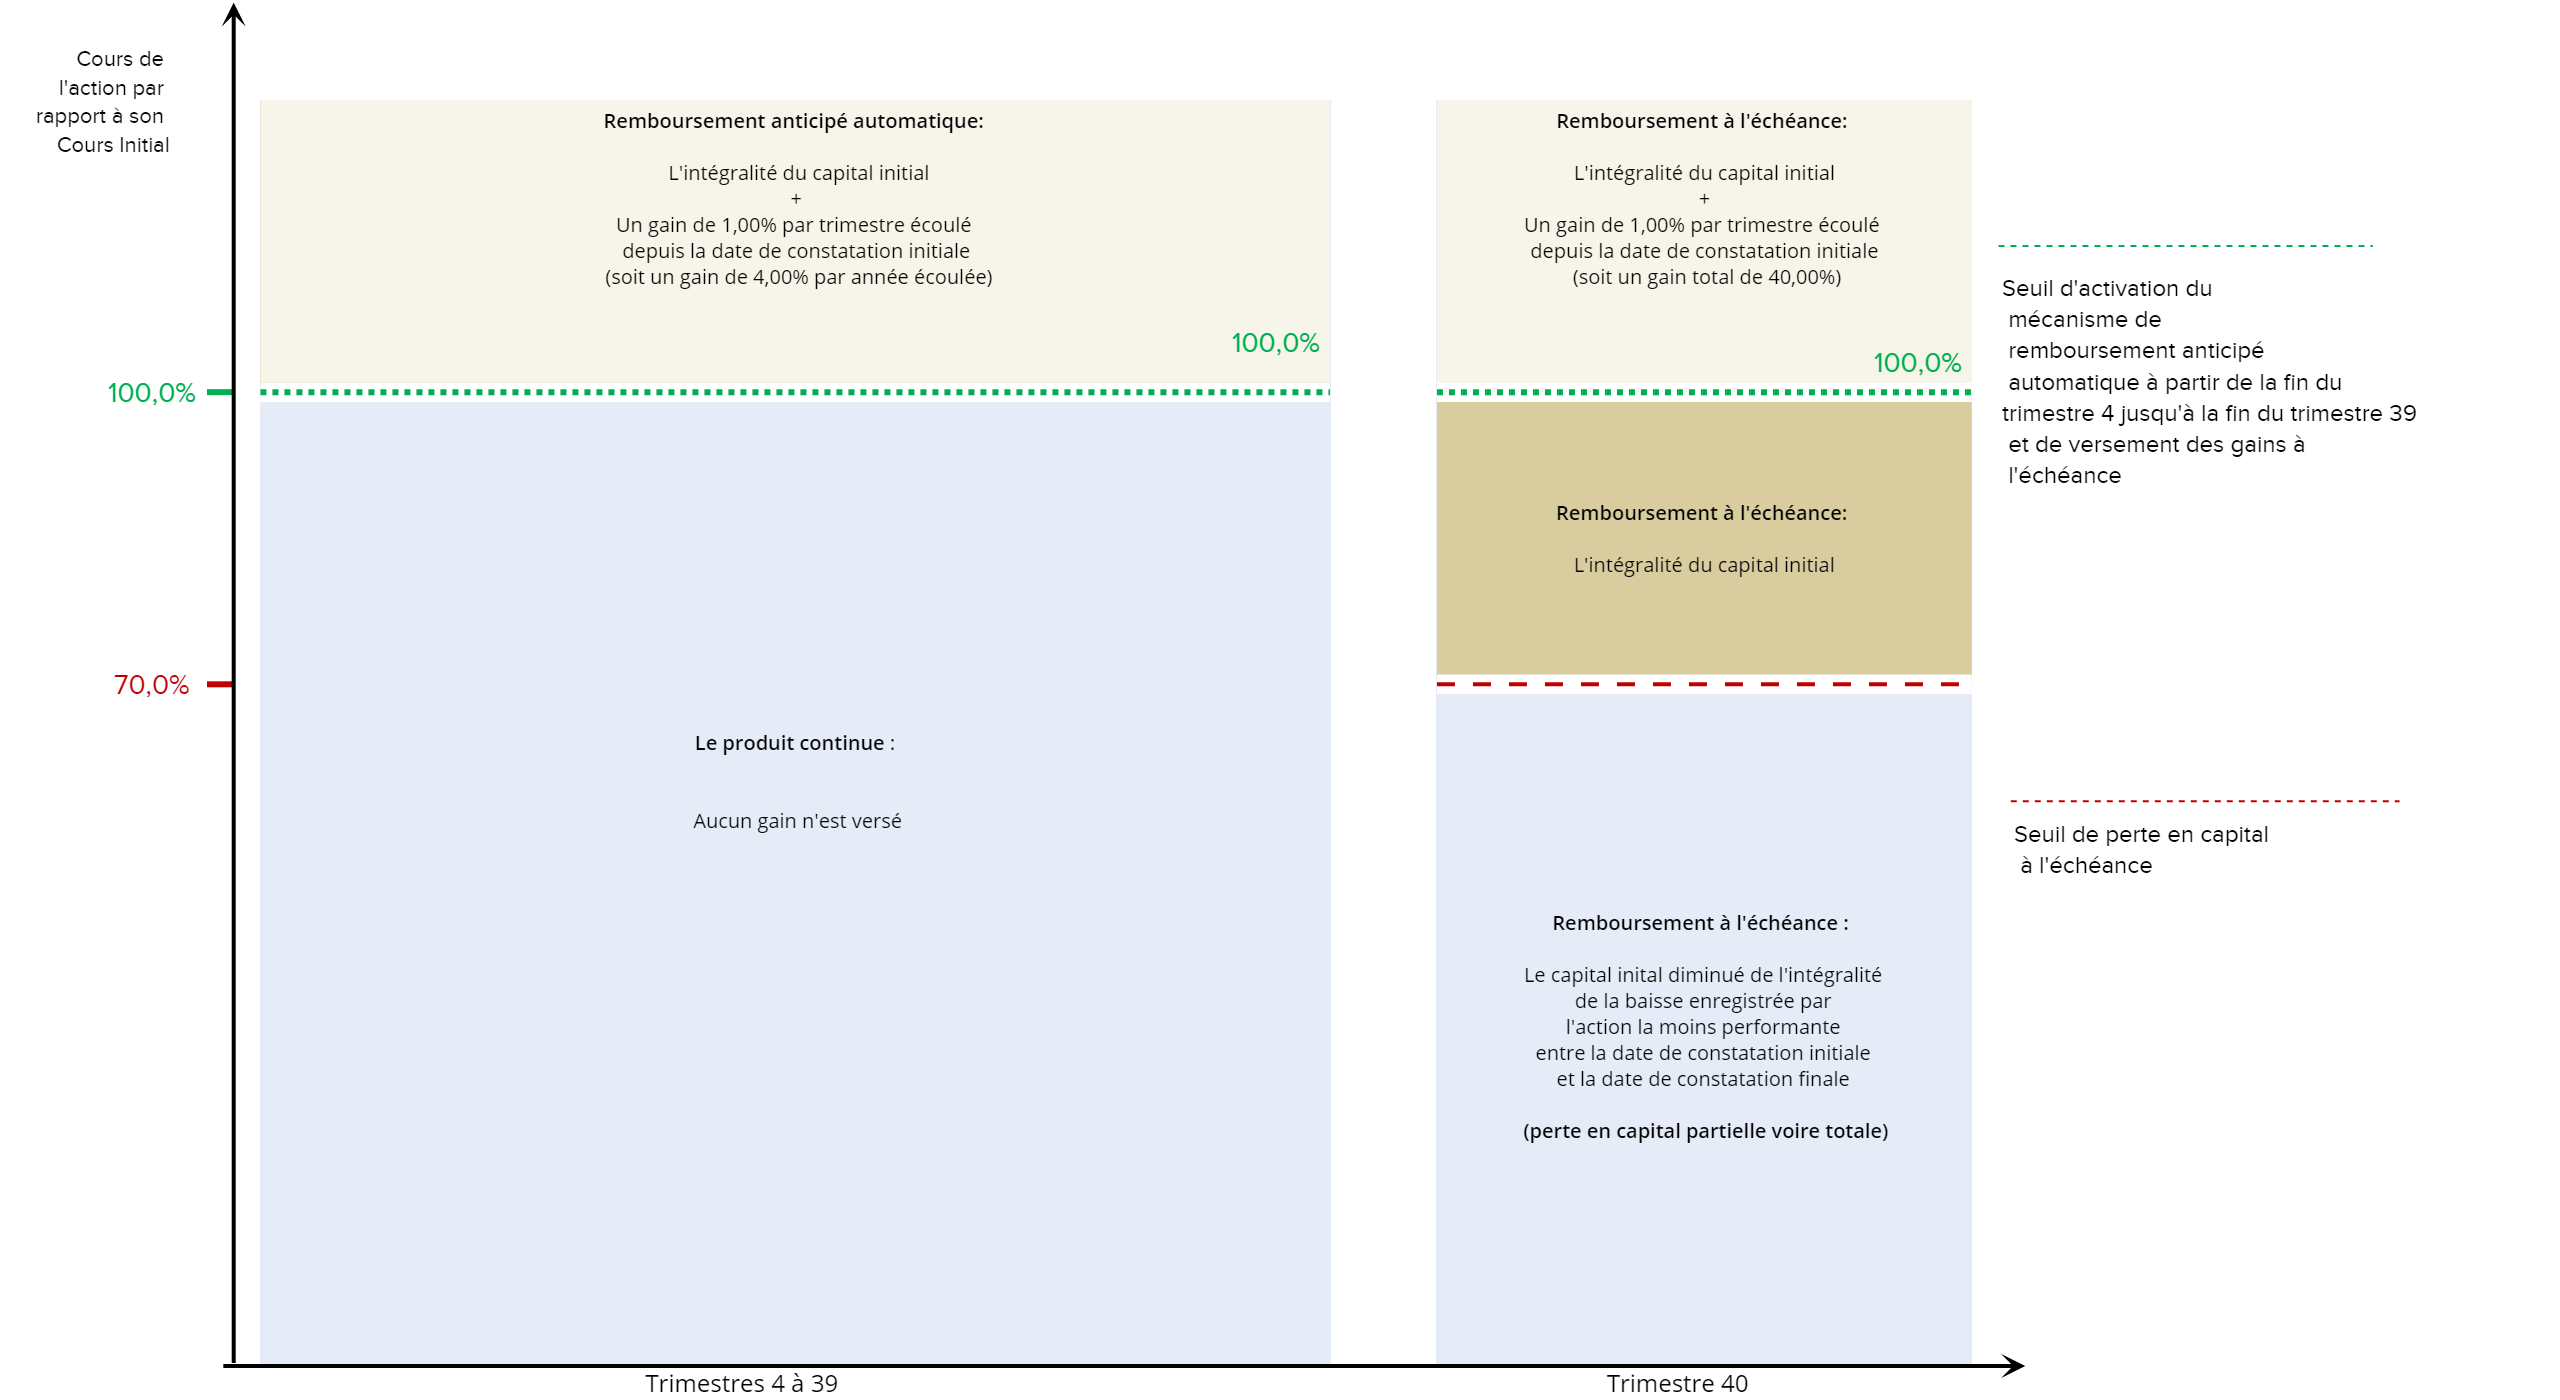 Cours de
l'action par
rapport à son
Cours Initial
Remboursement anticipé automatique:
L'intégralité du capital initial
+
Un gain de 1,00% par trimestre écoulé
depuis la date de constatation initiale
(soit un gain de 4,00% par année écoulée)
100,0%
Remboursement à l'échéance:
L'intégralité du capital initial
+
Un gain de 1,00% par trimestre écoulé
depuis la date de constatation initiale
(soit un gain total de 40,00%)
100,0%
Seuil d'activation du
mécanisme de
remboursement anticipé
automatique à partir de la fin du
trimestre 4 jusqu'à la fin du trimestre 39
et de versement des gains à
l'échéance
100,0%
Remboursement à l'échéance:
L'intégralité du capital initial
70,0%
Le produit continue :
Aucun gain n'est versé
Seuil de perte en capital
à l'échéance
Remboursement à l'échéance :
Le capital inital diminué de l'intégralité
de la baisse enregistrée par
l'action la moins performante
entre la date de constatation initiale
et la date de constatation finale
(perte en capital partielle voire totale)
Trimestres 4 à 39
Trimestre 40